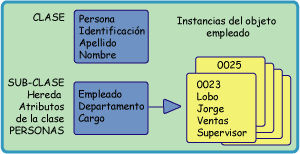 CLASE
Persona
Identificación
Apellido
Nombre
Instancias del objeto
empleado
SUB-CLASE
Hereda
Atributos
de la clase
PERSONAS
Empleado
Departamento
Cargo
0025
0023
Lobo
Jorge
Ventas
Supervisor